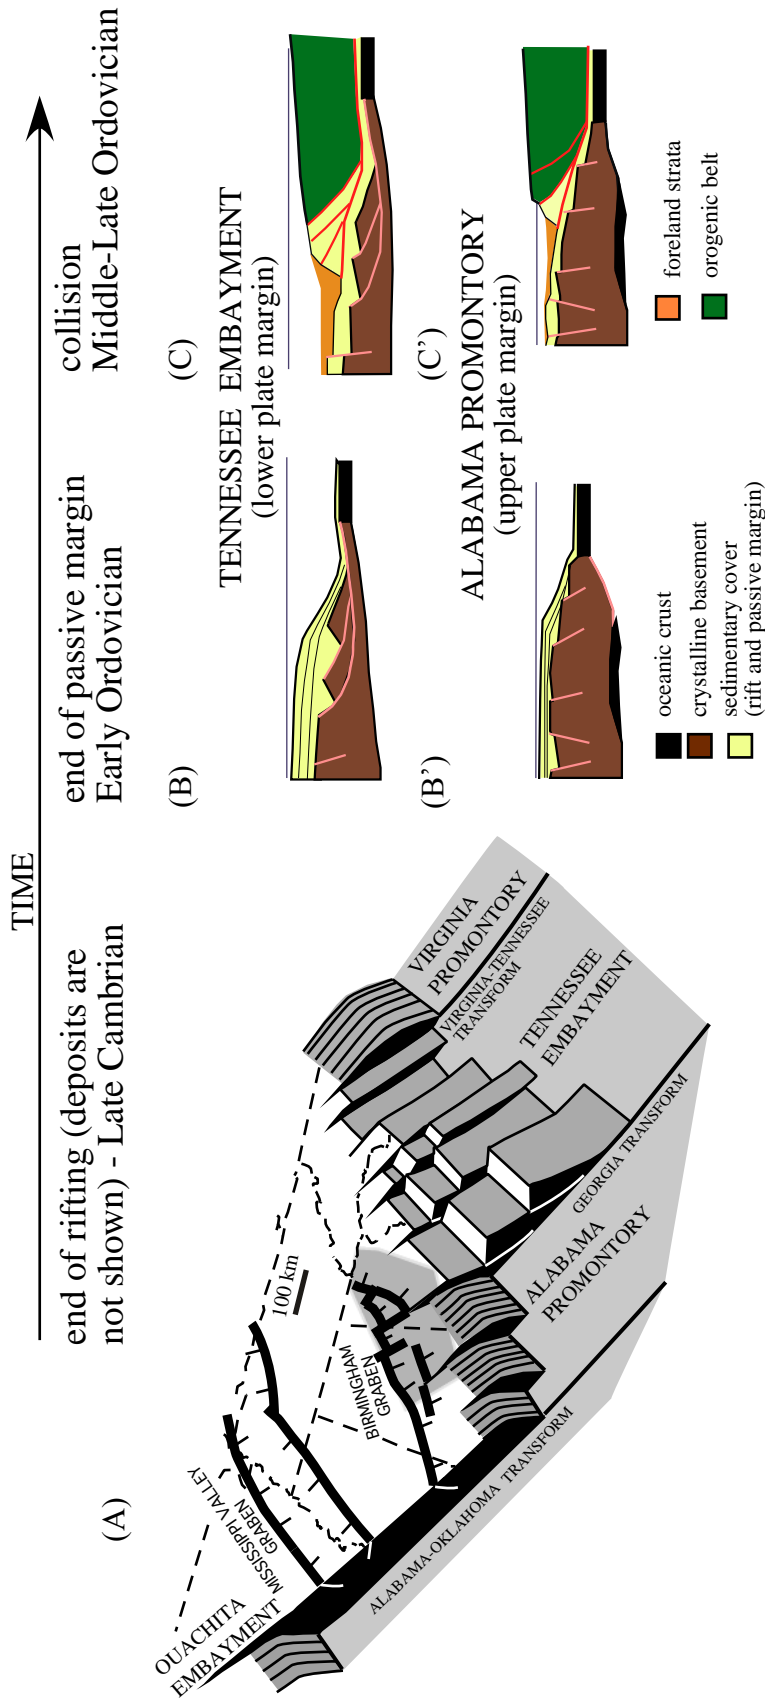 TIME
end of rifting (deposits are
not shown) - Late Cambrian
end of passive margin
Early Ordovician
collision
Middle-Late Ordovician
(A)
OUACHITA
EMBAYMENT
MISSISSIPPI VALLEY
GRABEN
BIRMINGHAM
GRABEN
100 km
ALABAMA-OKLAHOMA TRANSFORM
ALABAMA
PROMONTORY
GEORGIA TRANSFORM
TENNESSEE
EMBAYMENT
VIRGINIA-TENNESSEE
TRANSFORM
VIRGINIA
PROMONTORY
(B)
(C)
TENNESSEE EMBAYMENT
(lower plate margin)
(B')
(C')
ALABAMA PROMONTORY
(upper plate margin)
oceanic crust
crystalline basement
sedimentary cover
(rift and passive margin)
foreland strata
orogenic belt